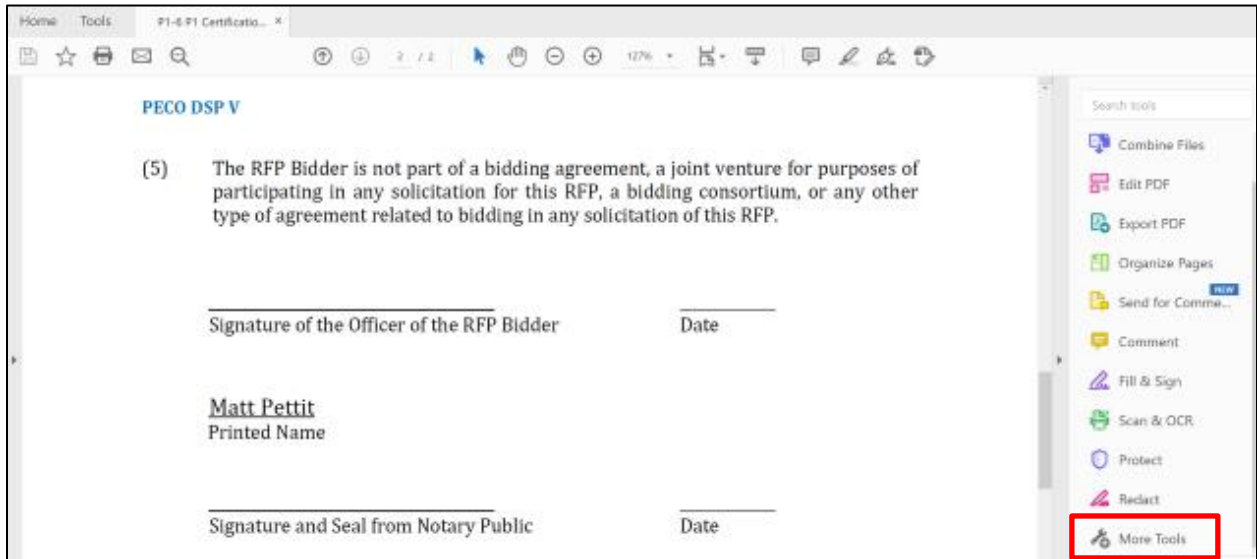 Home Tools P1-6 P1 Certificatio... ×
2 / 2 127%
PECO DSP V
(5) The RFP Bidder is not part of a bidding agreement, a joint venture for purposes of
participating in any solicitation for this RFP, a bidding consortium, or any other
type of agreement related to bidding in any solicitation of this RFP.
Signature of the Officer of the RFP Bidder Date
Matt Pettit
Printed Name
Signature and Seal from Notary Public Date
Search tools
Combine Files
Edit PDF
Export PDF
Organize Pages
NEW
Send for Comme...
Comment
Fill & Sign
Scan & OCR
Protect
Redact
More Tools